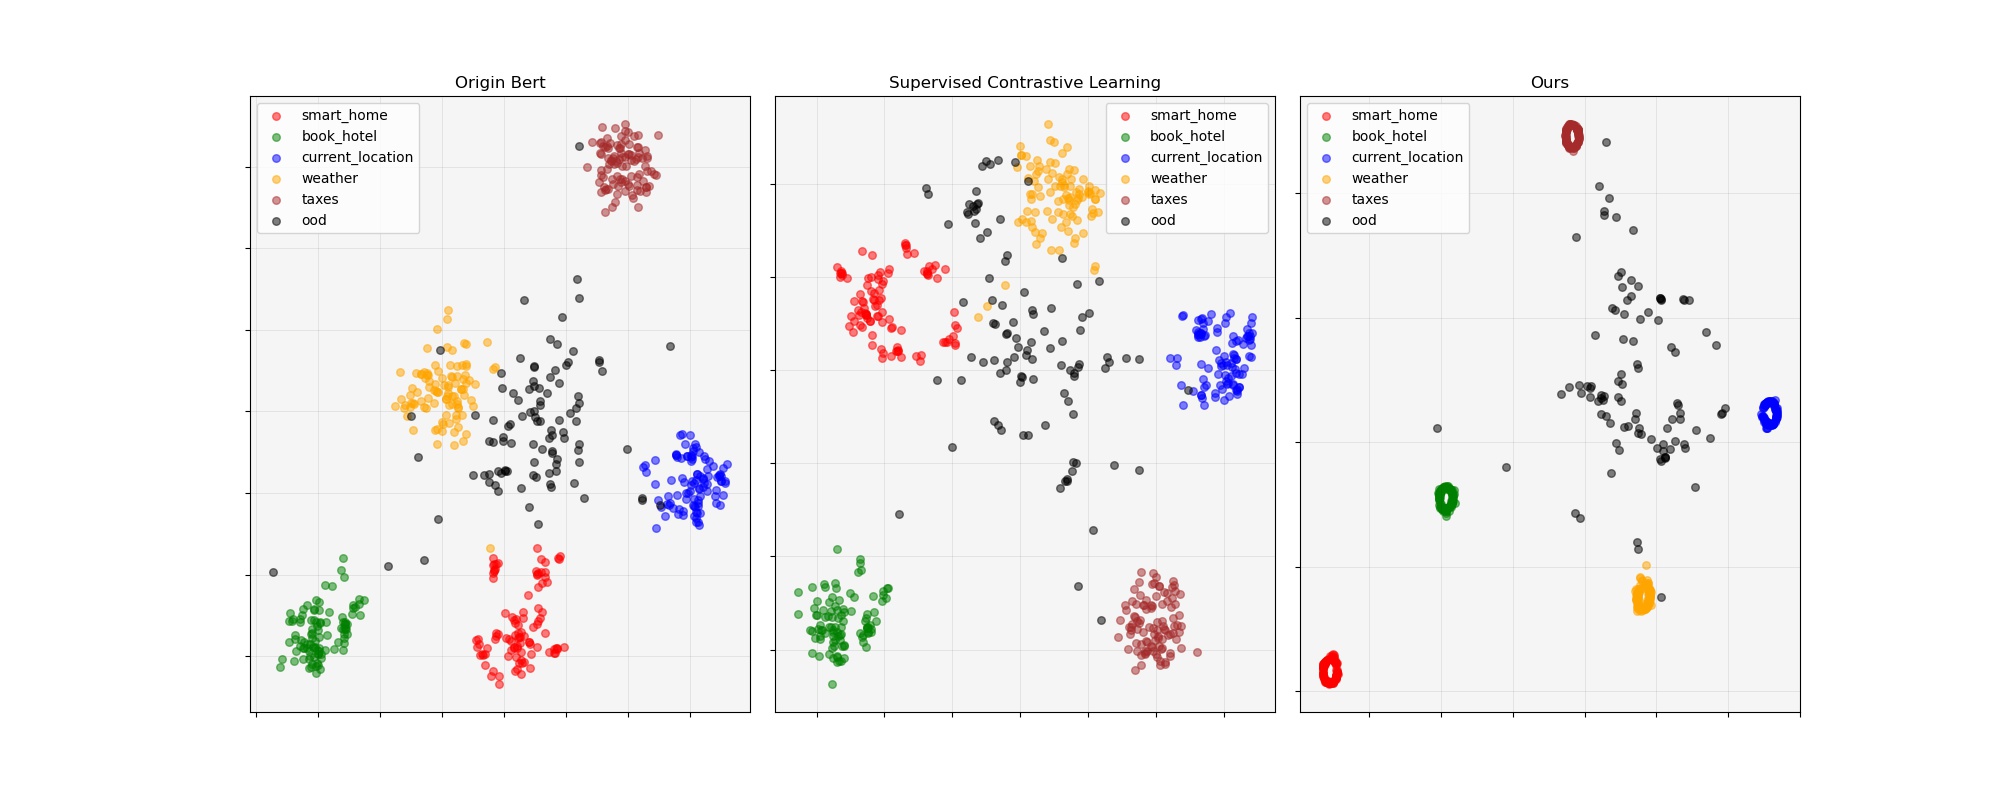 Origin Bert
smart_home
book_hotel
current_location
weather
taxes
ood
Supervised Contrastive Learning
smart_home
book_hotel
current_location
weather
taxes
ood
Ours
smart_home
book_hotel
current_location
weather
taxes
ood